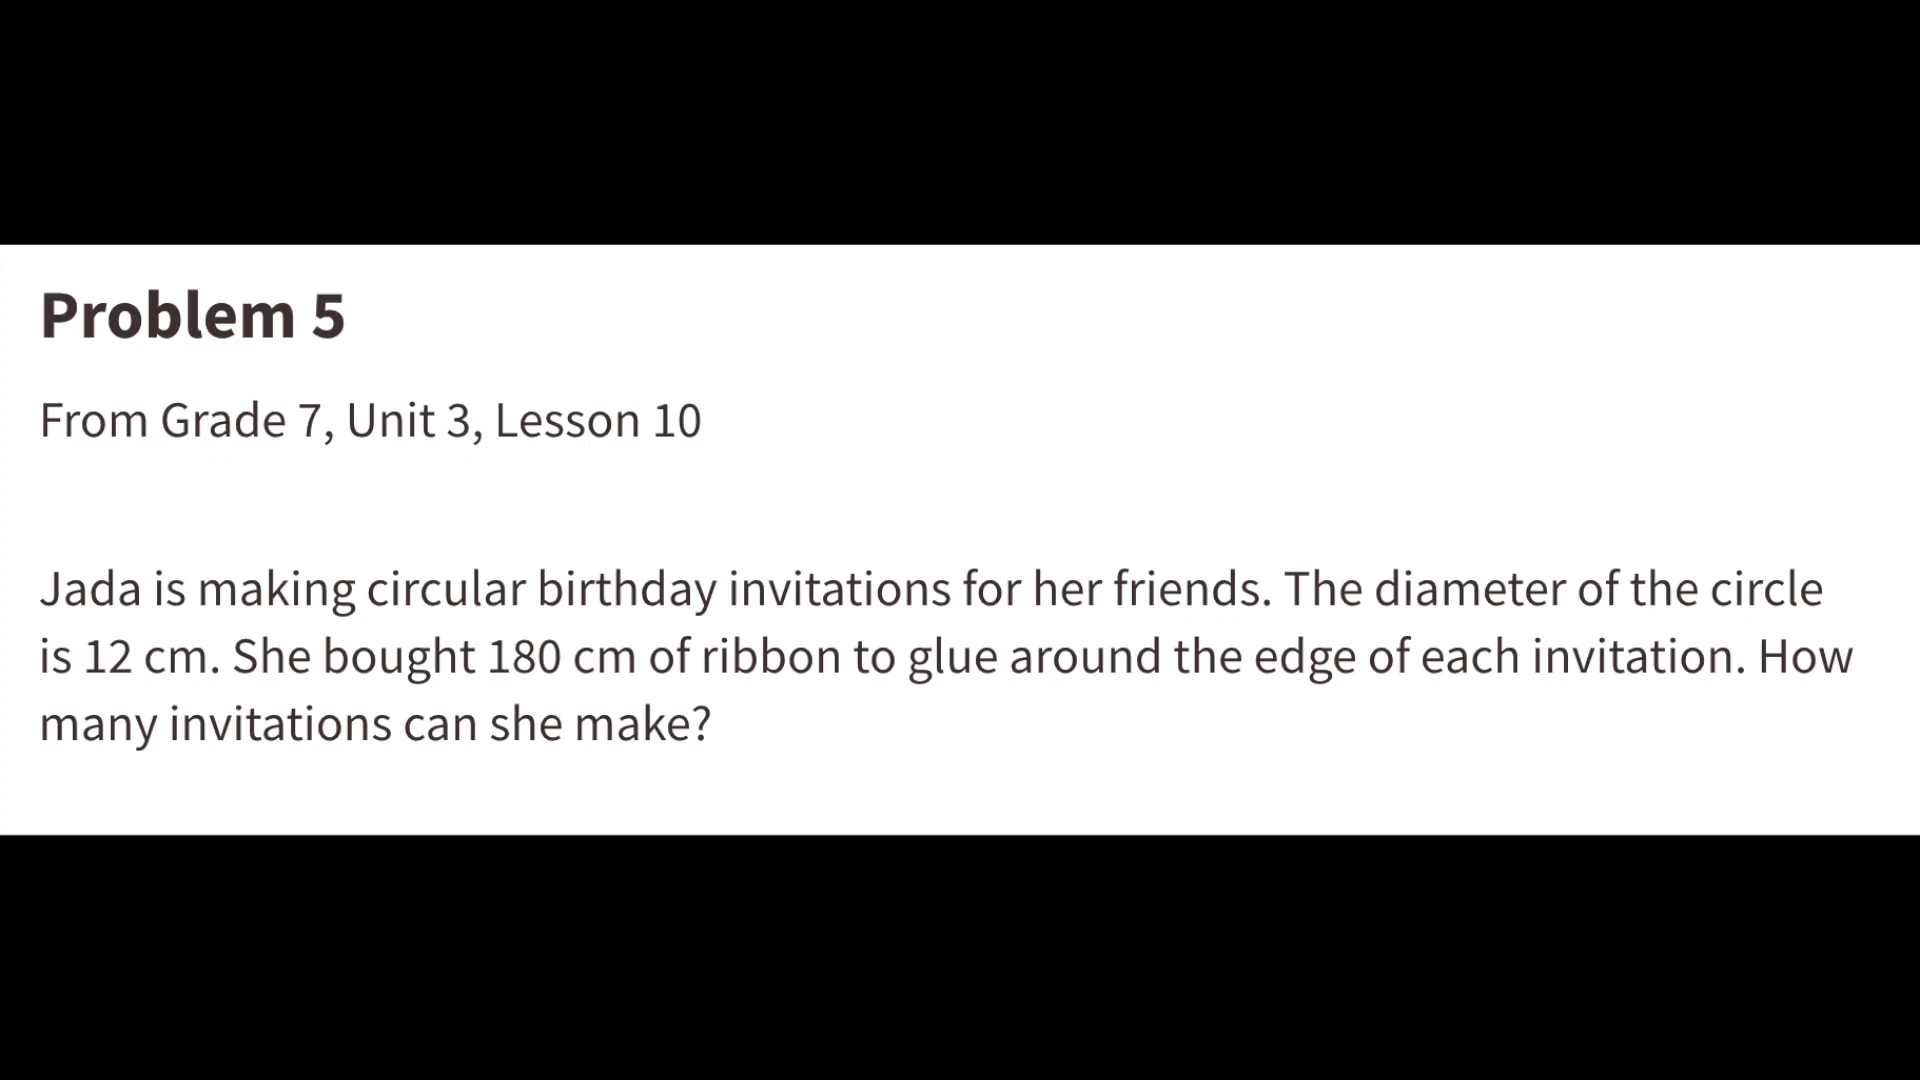 Problem 5
From Grade 7, Unit 3, Lesson 10
Jada is making circular birthday invitations for her friends. The diameter of the circle
is 12 cm. She bought 180 cm of ribbon to glue around the edge of each invitation. How
many invitations can she make?